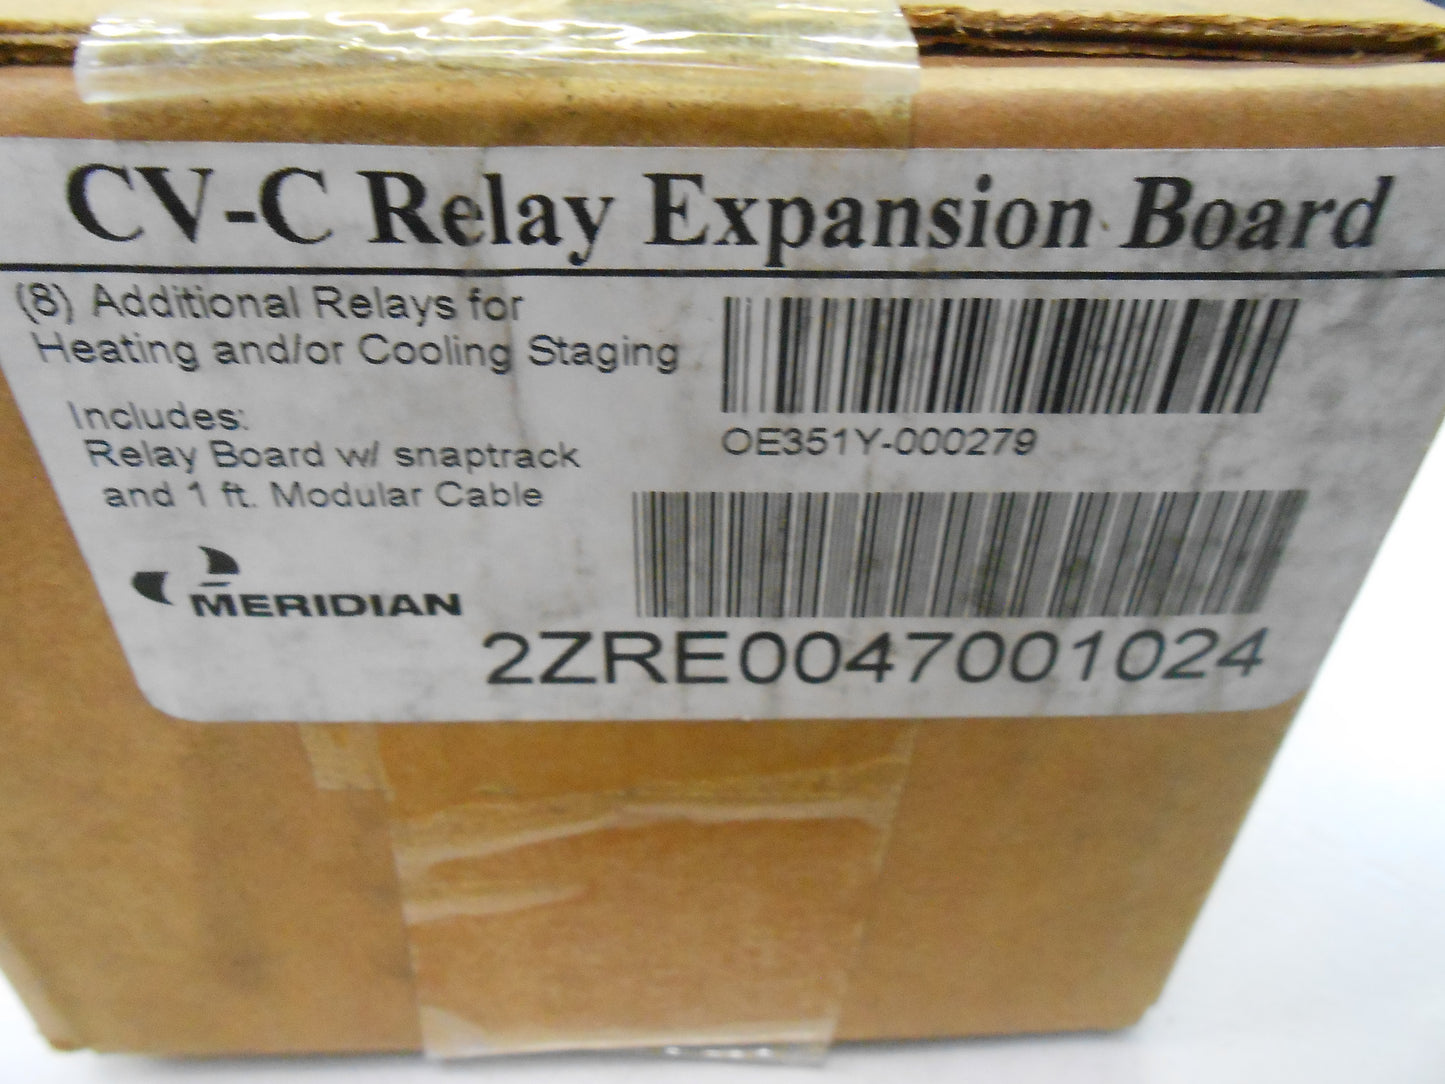 CV-C Relay Expansion Board
(8) Additional Relays for
Heating and/or Cooling Staging
Includes:
Relay Board w/ snaptrack
and 1 ft. Modular Cable
OE351Y-000279
MERIDIAN
2ZRE0047001024